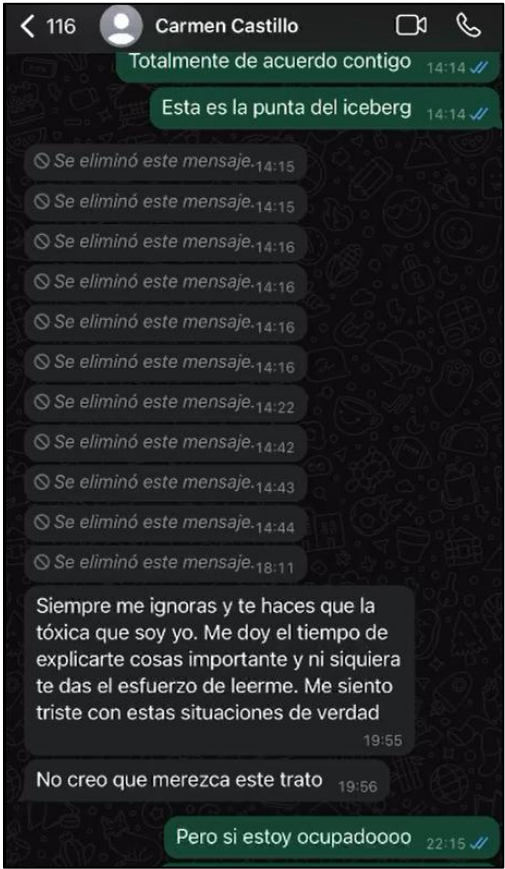 116
Carmen Castillo
Totalmente de acuerdo contigo 14:14
Esta es la punta del iceberg 14:14
Se eliminó este mensaje. 14:15
Se eliminó este mensaje. 14:15
Se eliminó este mensaje. 14:16
Se eliminó este mensaje. 14:16
Se eliminó este mensaje. 14:16
Se eliminó este mensaje. 14:16
Se eliminó este mensaje. 14:22
Se eliminó este mensaje. 14:42
Se eliminó este mensaje. 14:43
Se eliminó este mensaje. 14:44
Se eliminó este mensaje. 18:11
Siempre me ignoras y te haces que la
tóxica que soy yo. Me doy el tiempo de
explicarte cosas importante y ni siquiera
te das el esfuerzo de leerme. Me siento
triste con estas situaciones de verdad
19:55
No creo que merezca este trato 19:56
Pero si estoy ocupadoooo 22:15